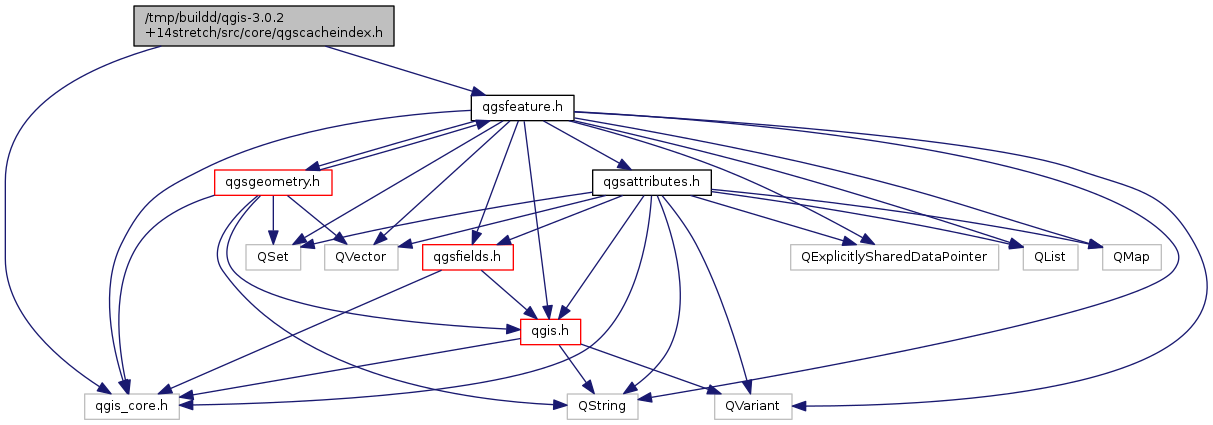 /tmp/buildd/qgis-3.0.2
+14stretch/src/core/qgscacheindex.h
qgsfeature.h
qgsgeometry.h
qgsattributes.h
QSet
QVector
qgsfields.h
QExplicitlySharedDataPointer
QList
QMap
qgis.h
qgis_core.h
QString
QVariant